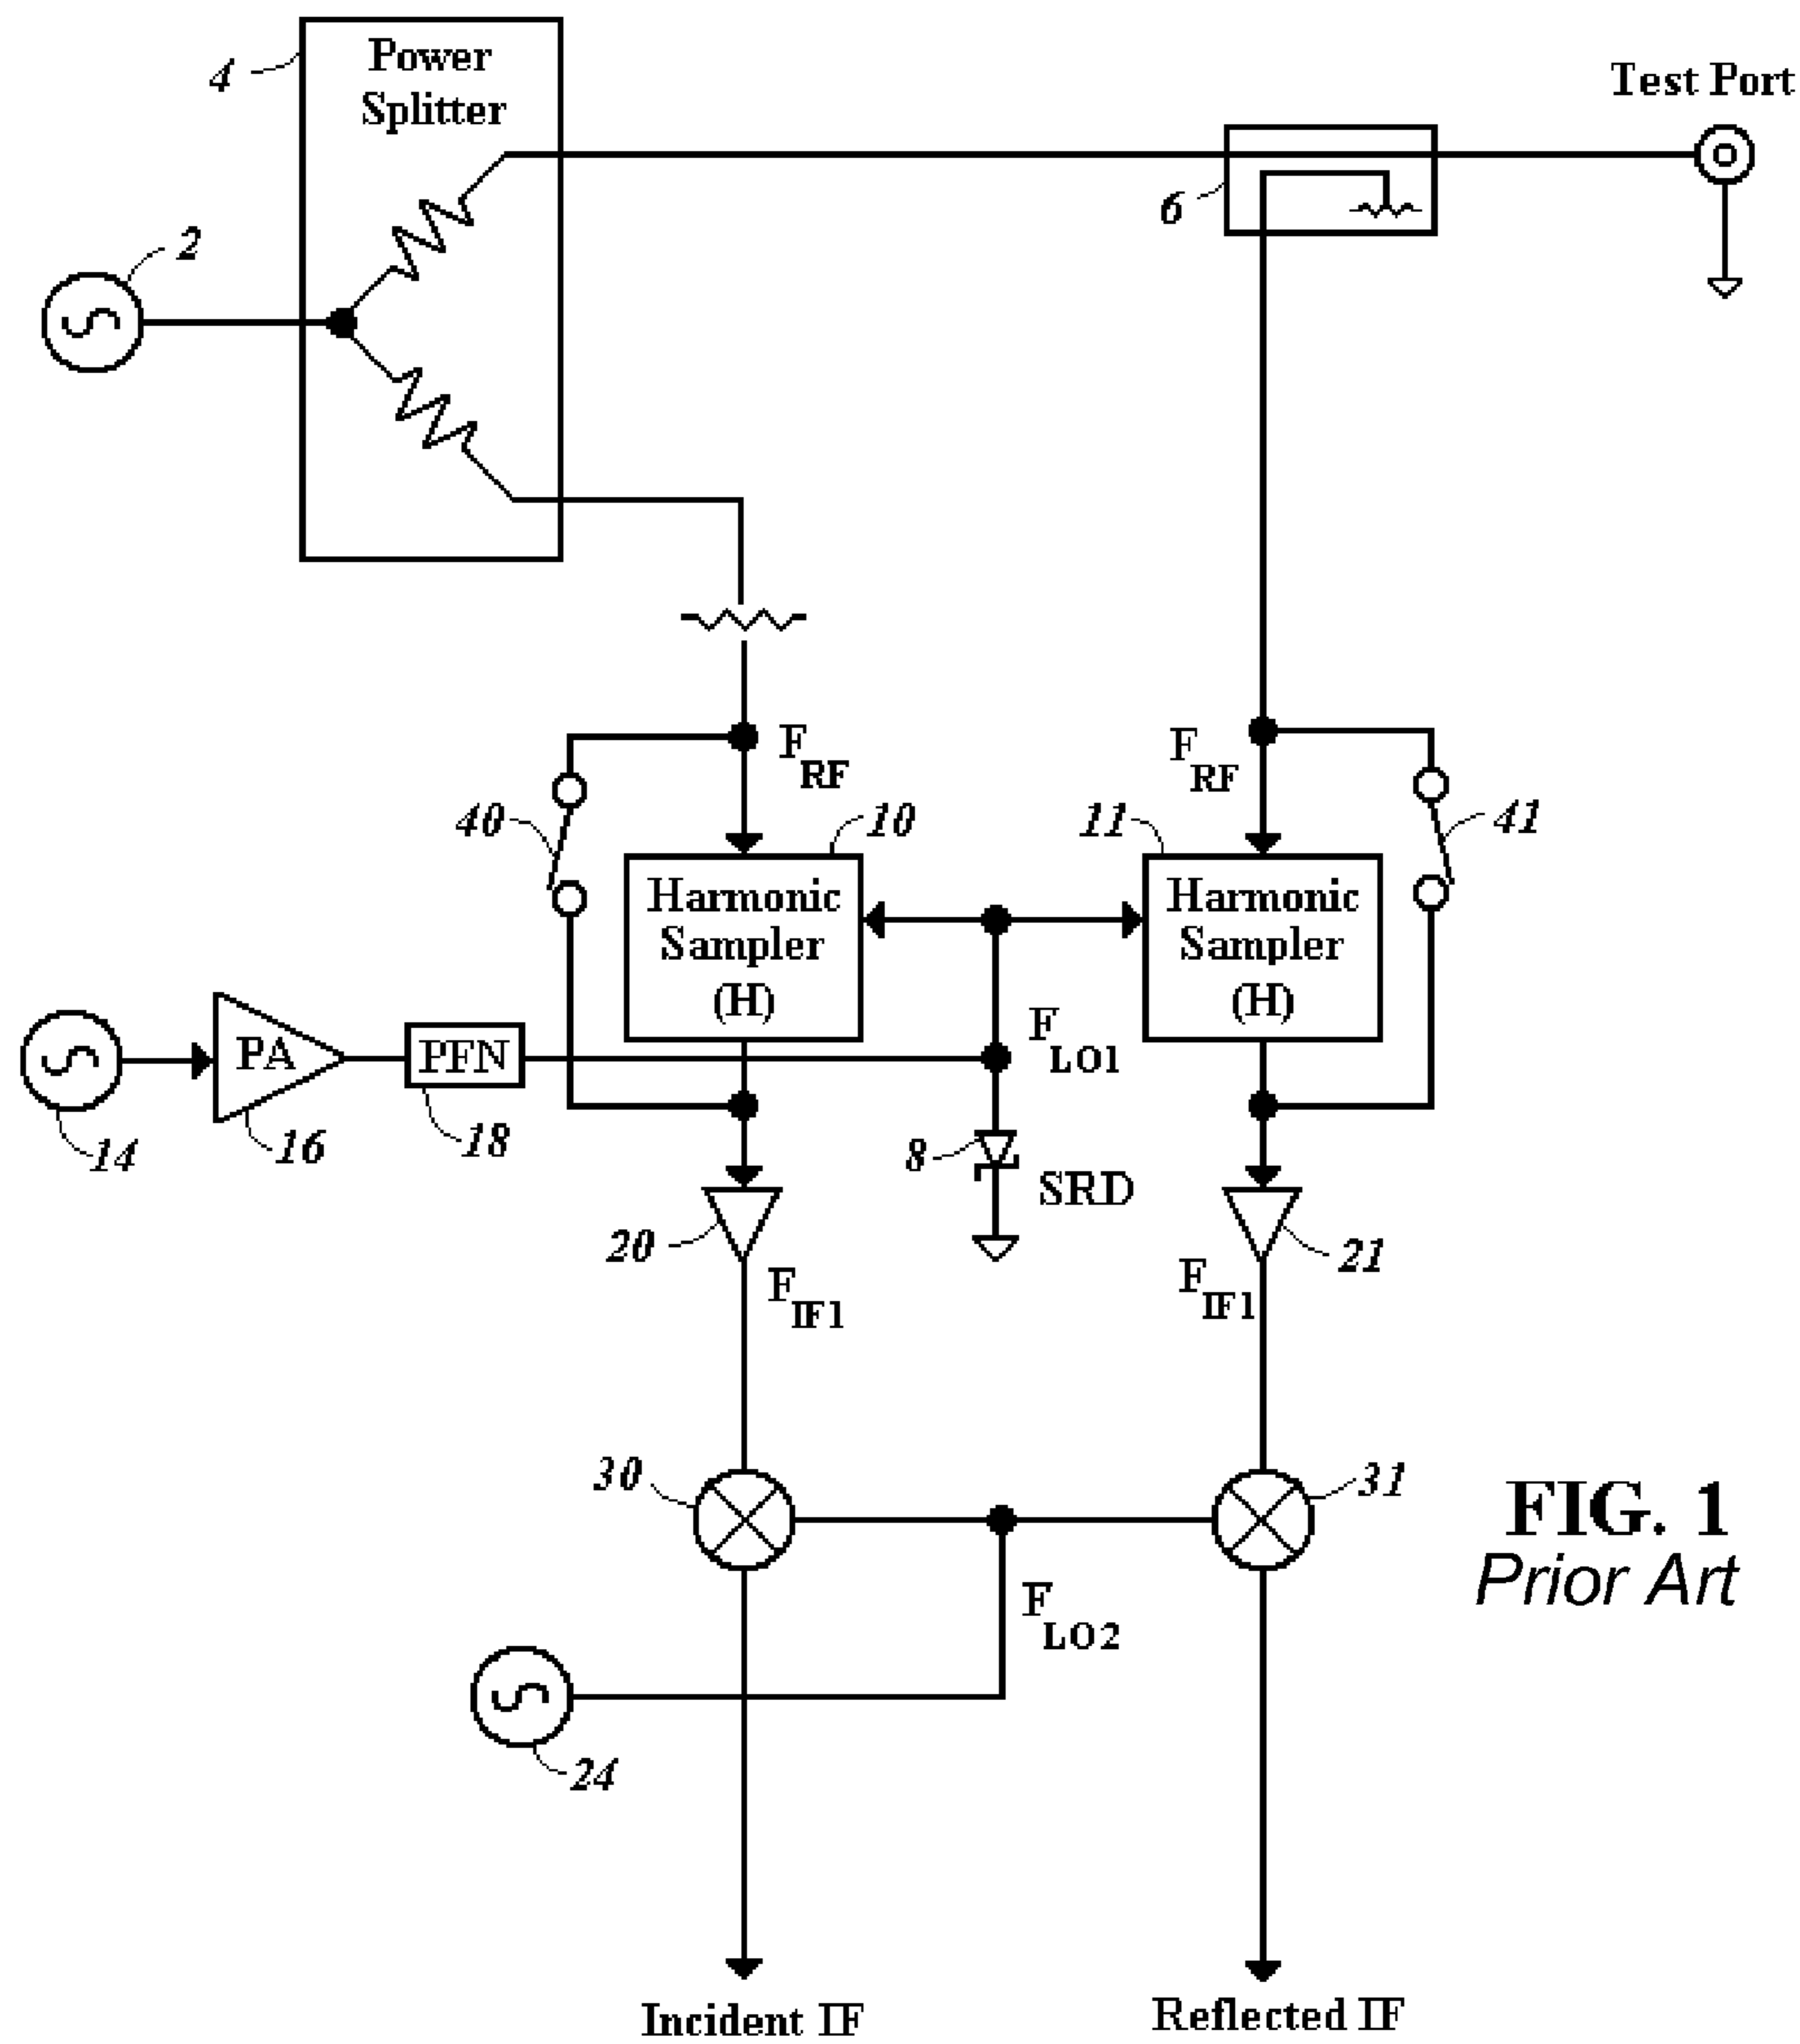 Power
Splitter
4
Test Port
6
2
F
RF
F
RF
40
10
11
41
Harmonic
Sampler
(H)
Harmonic
Sampler
(H)
PA
PFN
F
LO1
14
16
18
8
SRD
20
21
F
IF1
F
IF1
30
31
FIG. 1
Prior Art
F
LO2
24
Incident IF
Reflected IF